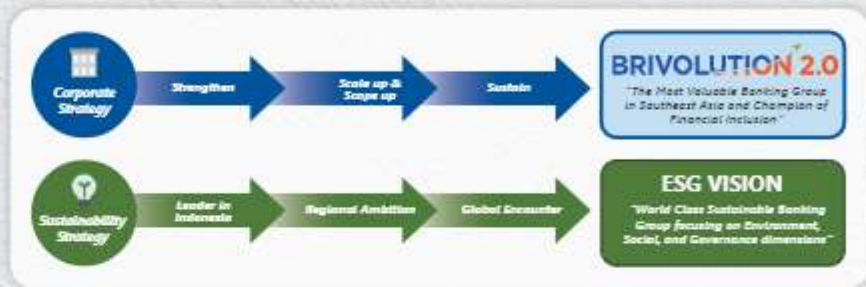 Corporate
Strategy
Strengthen
Scale up &
Scope up
Sustain
BRIVOLUTION 2.0
"The Most Valuable Banking Group
in Southeast Asia and Champion of
Financial Inclusion"
Sustainability
Strategy
Leader in
Indonesia
Regional Ambition
Global Encounter
ESG VISION
"World Class Sustainable Banking
Group focusing on Environment,
Social, and Governance dimensions"